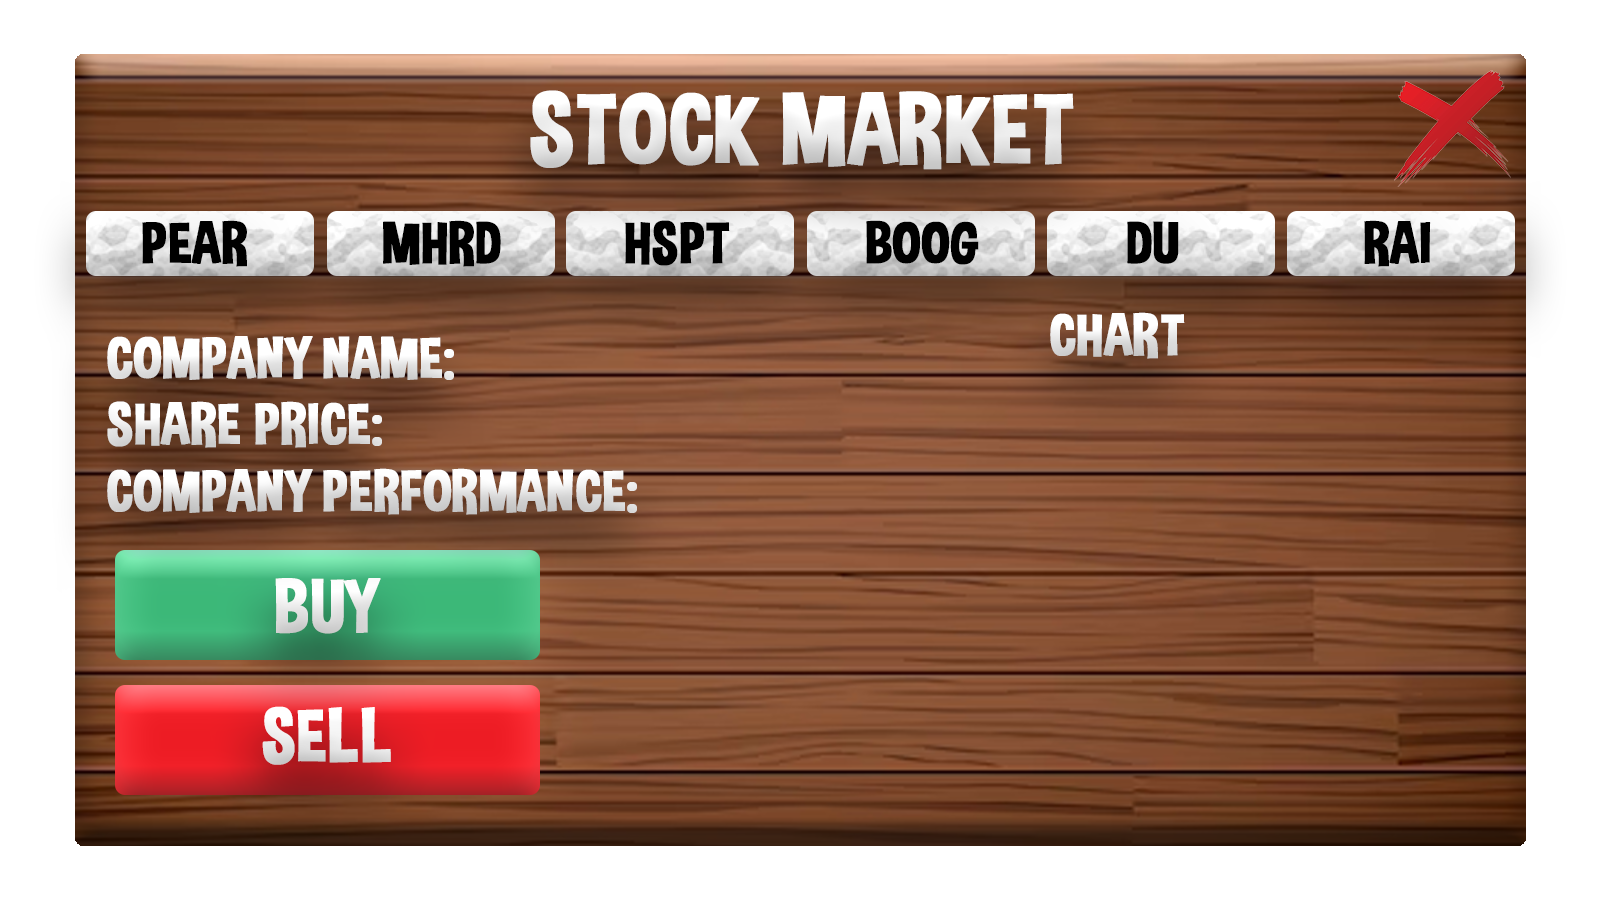 STOCK MARKET
PEAR MHRD HSPT BOOG DU RAI
CHART
COMPANY NAME:
SHARE PRICE:
COMPANY PERFORMANCE:
BUY
SELL